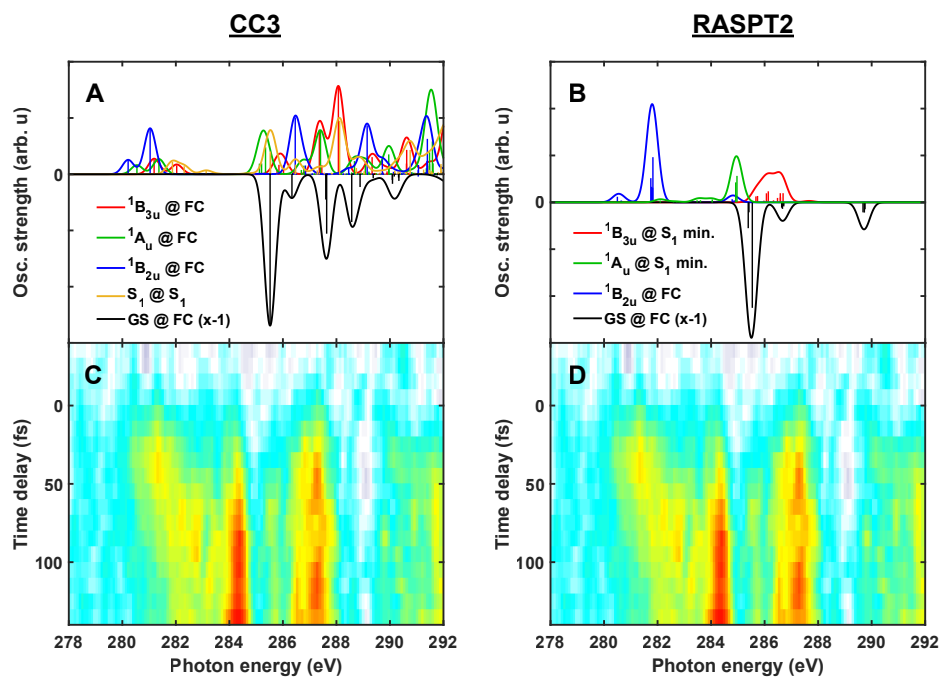 CC3
RASPT2
A
Osc. strength (arb. u)
0
¹B₃ᵤ @ FC
¹Aᵤ @ FC
¹B₂ᵤ @ FC
S₁ @ S₁
GS @ FC (x-1)
B
Osc. strength (arb. u)
0
¹B₃ᵤ @ S₁ min.
¹Aᵤ @ S₁ min.
¹B₂ᵤ @ FC
GS @ FC (x-1)
C
Time delay (fs)
0
50
100
278 280 282 284 286 288 290 292
Photon energy (eV)
D
Time delay (fs)
0
50
100
278 280 282 284 286 288 290 292
Photon energy (eV)